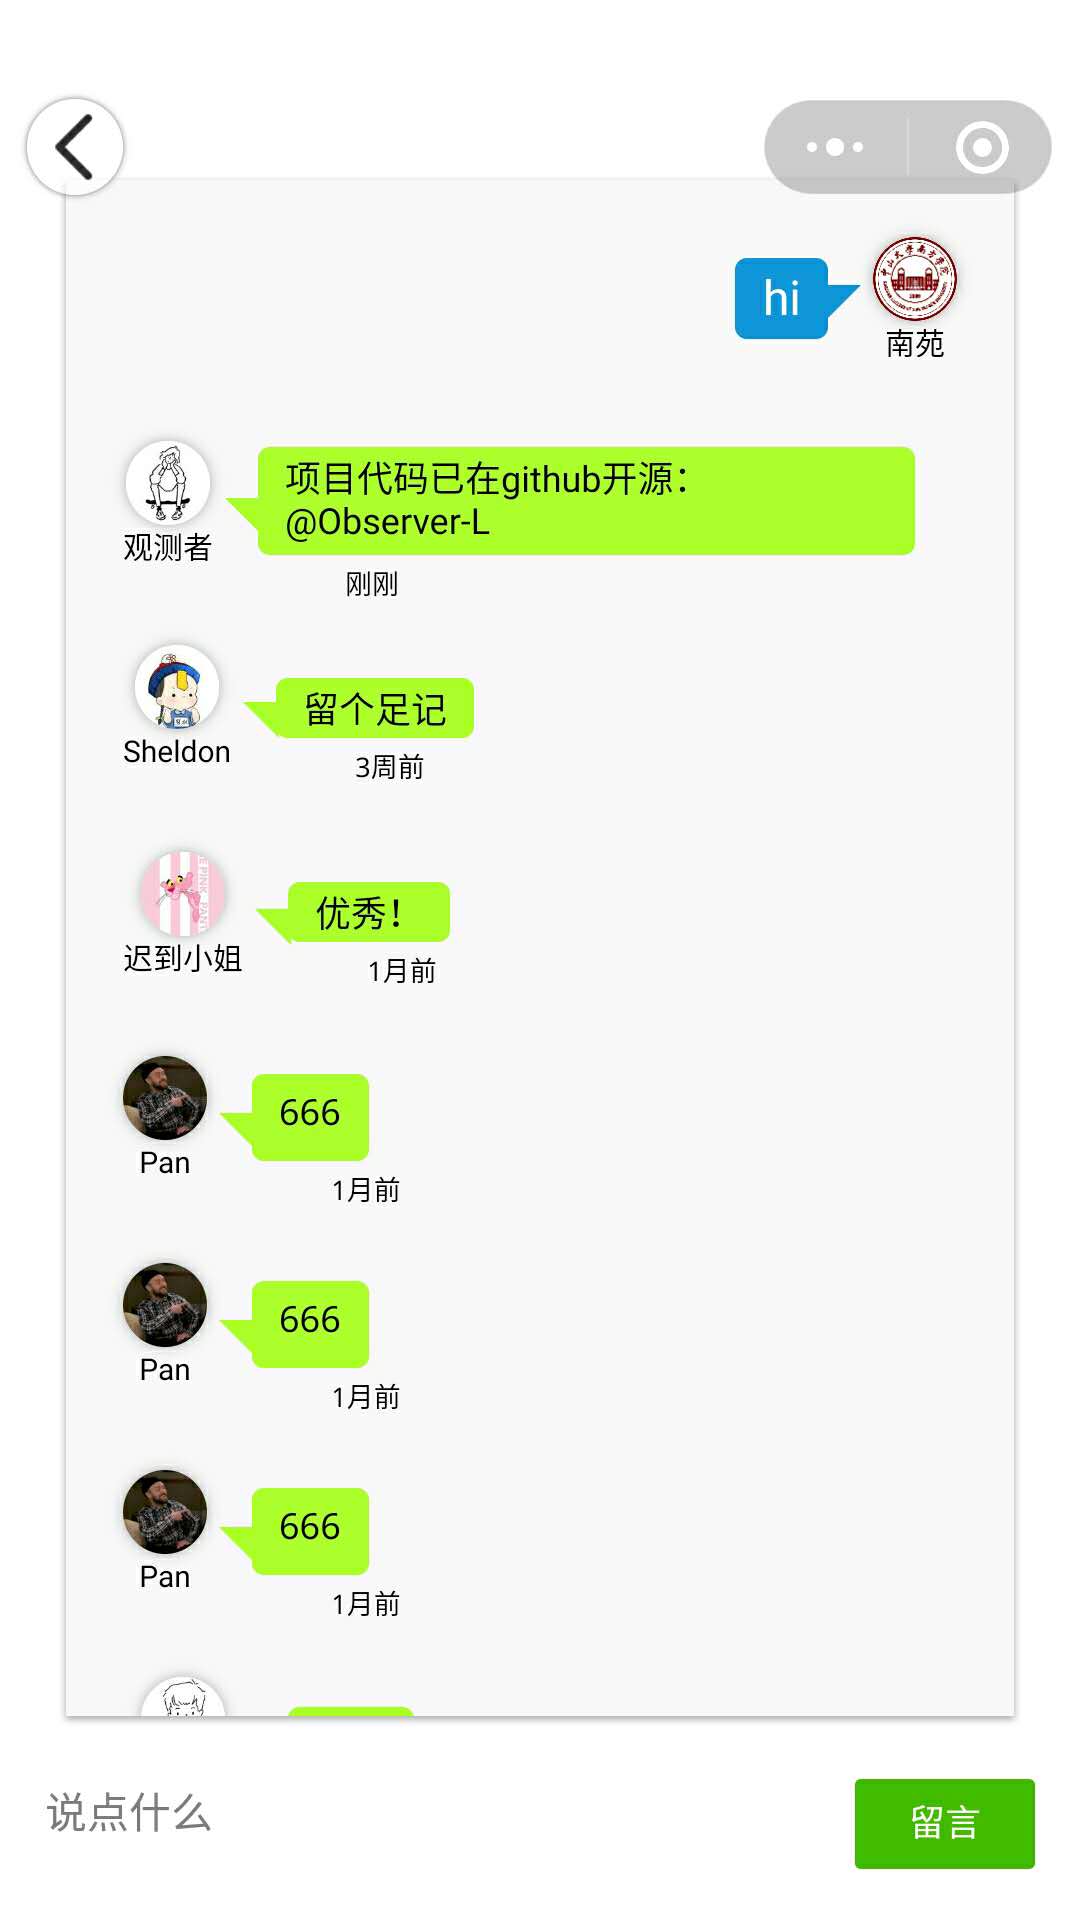 hi
南苑
项目代码已在github开源：
@Observer-L
观测者
刚刚
留个足记
Sheldon
3周前
优秀！
迟到小姐
1月前
666
Pan
1月前
666
Pan
1月前
666
Pan
1月前
说点什么
留言